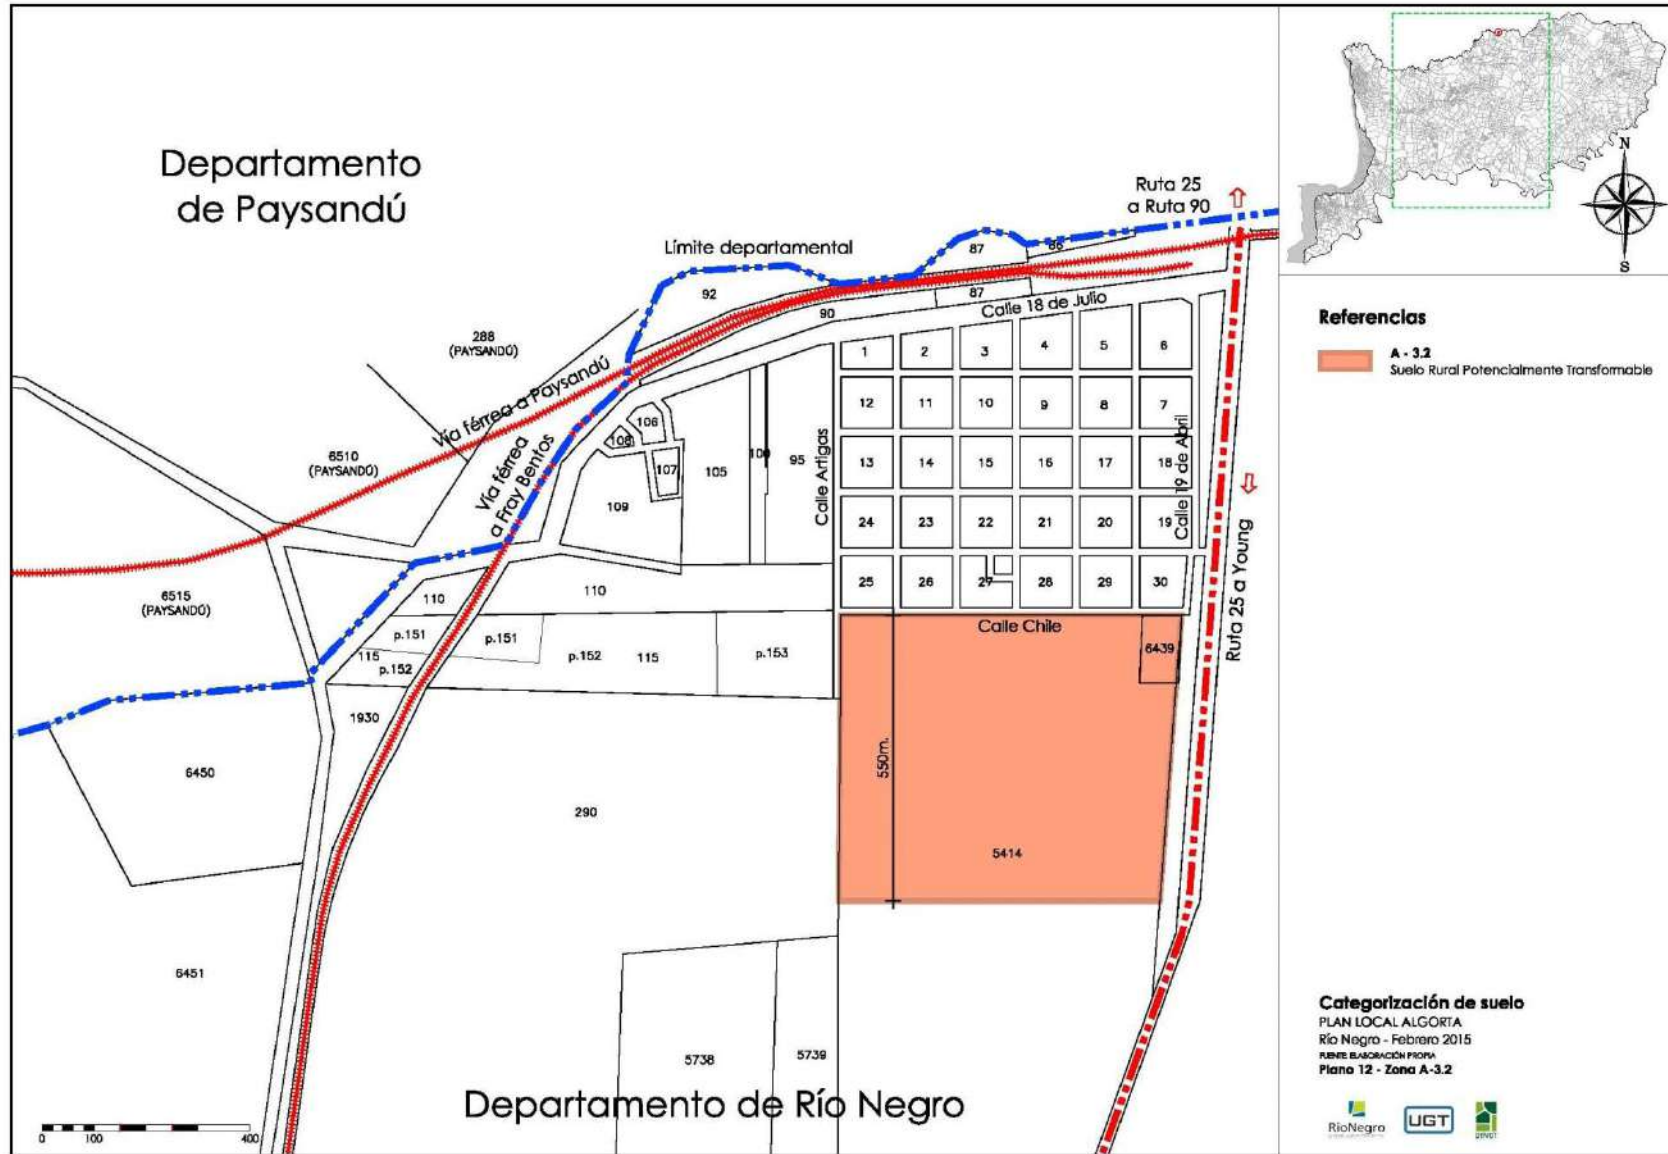 Departamento
de Paysandú
Ruta 25
a Ruta 90
Límite departamental
87
86
92
87
90
Calle 18 de Julio
288
(PAYSANDÚ)
Vía férrea a Paysandú
6510
(PAYSANDÚ)
Vía férrea
a Fray Bentos
6515
(PAYSANDÚ)
106
108
107
105
100
95
109
Calle Artigas
1
2
3
4
5
6
12
11
10
9
8
7
13
14
15
16
17
18
24
23
22
21
20
19
25
26
27
28
29
30
Calle 19 de Abril
Ruta 25 a Young
110
110
p.151
p.151
115
p.152
p.152
115
p.153
Calle Chile
6439
1930
6450
290
550m.
5414
6451
5738
5739
Departamento de Río Negro
0
100
400
N
S
Referencias
A - 3.2
Suelo Rural Potencialmente Transformable
Categorización de suelo
PLAN LOCAL ALGORTA
Río Negro - Febrero 2015
FUENTE ELABORACIÓN PROPIA
Plano 12 - Zona A-3.2
RíoNegro
UGT